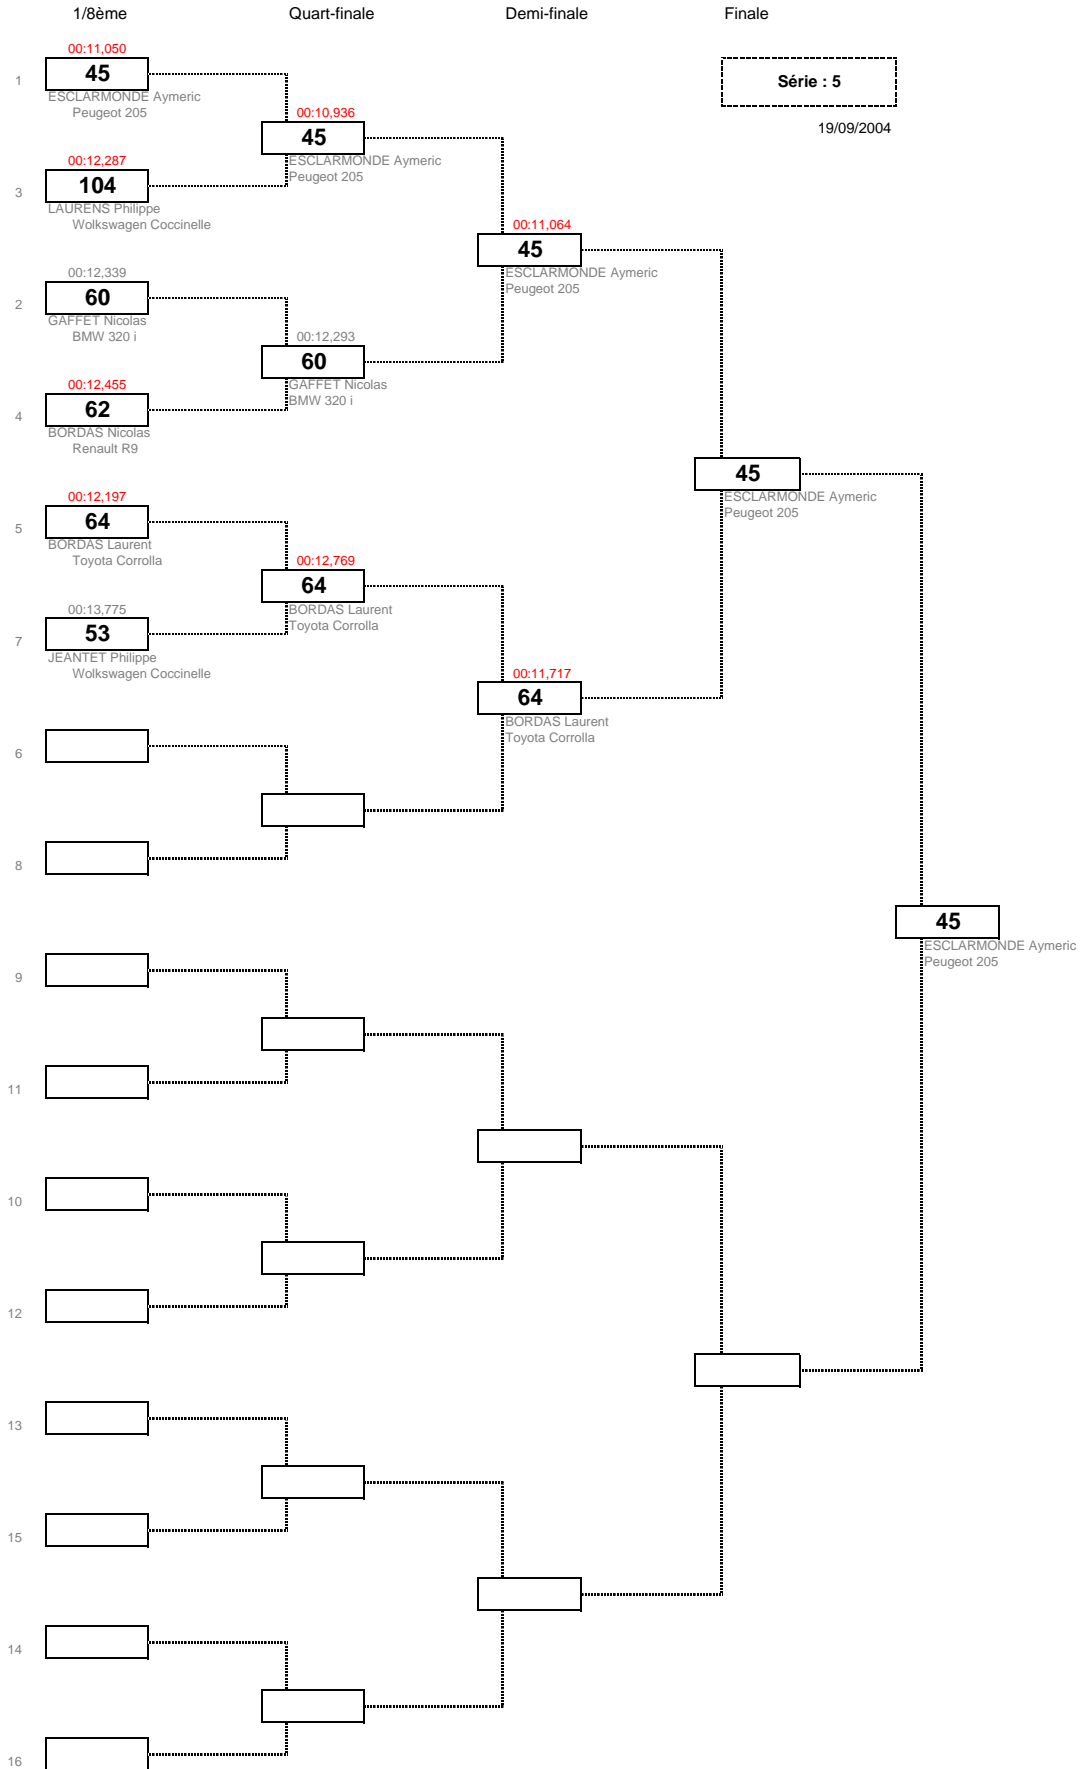 1/8ème Quart-finale Demi-finale Finale
00:11,050
1 45
ESCLARMONDE Aymeric
Peugeot 205
Série : 5
19/09/2004
00:10,936
45
ESCLARMONDE Aymeric
Peugeot 205
00:12,287
3 104
LAURENS Philippe
Wolkswagen Coccinelle
00:11,064
45
ESCLARMONDE Aymeric
Peugeot 205
00:12,339
2 60
GAFFET Nicolas
BMW 320 i
00:12,293
60
GAFFET Nicolas
BMW 320 i
00:12,455
4 62
BORDAS Nicolas
Renault R9
45
ESCLARMONDE Aymeric
Peugeot 205
00:12,197
5 64
BORDAS Laurent
Toyota Corrolla
00:12,769
64
BORDAS Laurent
Toyota Corrolla
00:13,775
7 53
JEANTET Philippe
Wolkswagen Coccinelle
00:11,717
64
BORDAS Laurent
Toyota Corrolla
6
8
45
ESCLARMONDE Aymeric
Peugeot 205
9
11
10
12
13
15
14
16